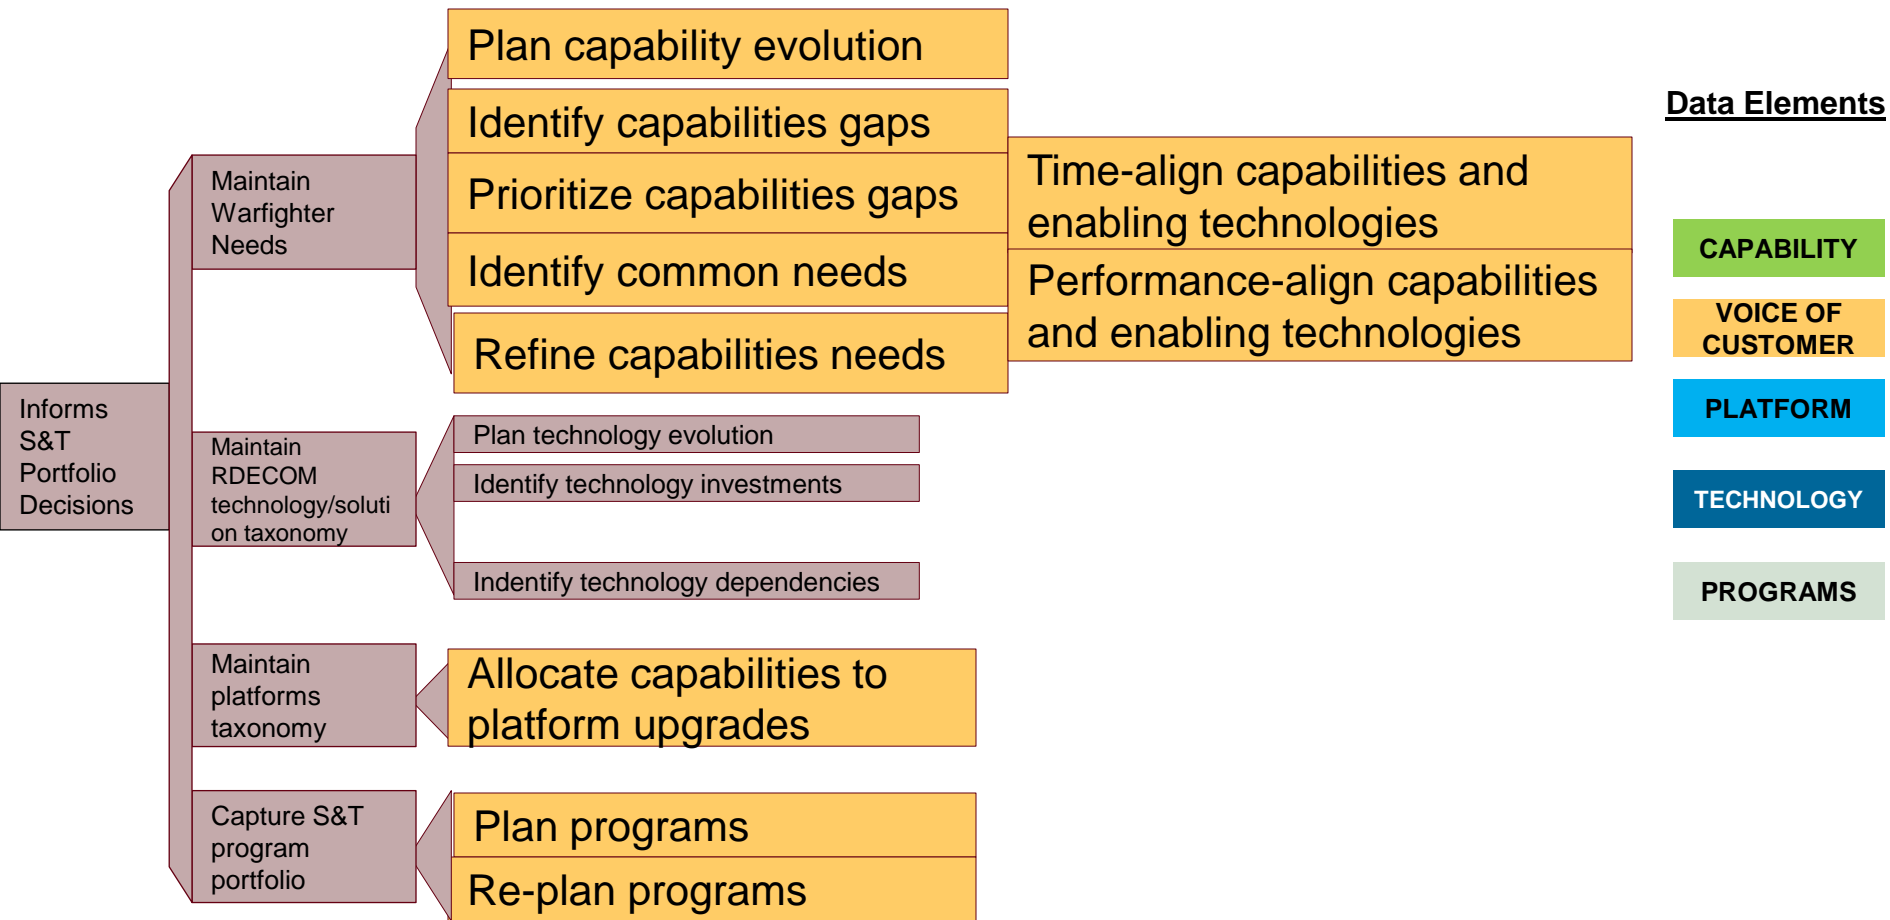 Informs
S&T
Portfolio
Decisions
Maintain
Warfighter
Needs
Plan capability evolution
Identify capabilities gaps
Prioritize capabilities gaps
Identify common needs
Refine capabilities needs
Time-align capabilities and
enabling technologies
Performance-align capabilities
and enabling technologies
Maintain
RDECOM
technology/soluti
on taxonomy
Plan technology evolution
Identify technology investments
Indentify technology dependencies
Maintain
platforms
taxonomy
Allocate capabilities to
platform upgrades
Capture S&T
program
portfolio
Plan programs
Re-plan programs
Data Elements
CAPABILITY
VOICE OF
CUSTOMER
PLATFORM
TECHNOLOGY
PROGRAMS